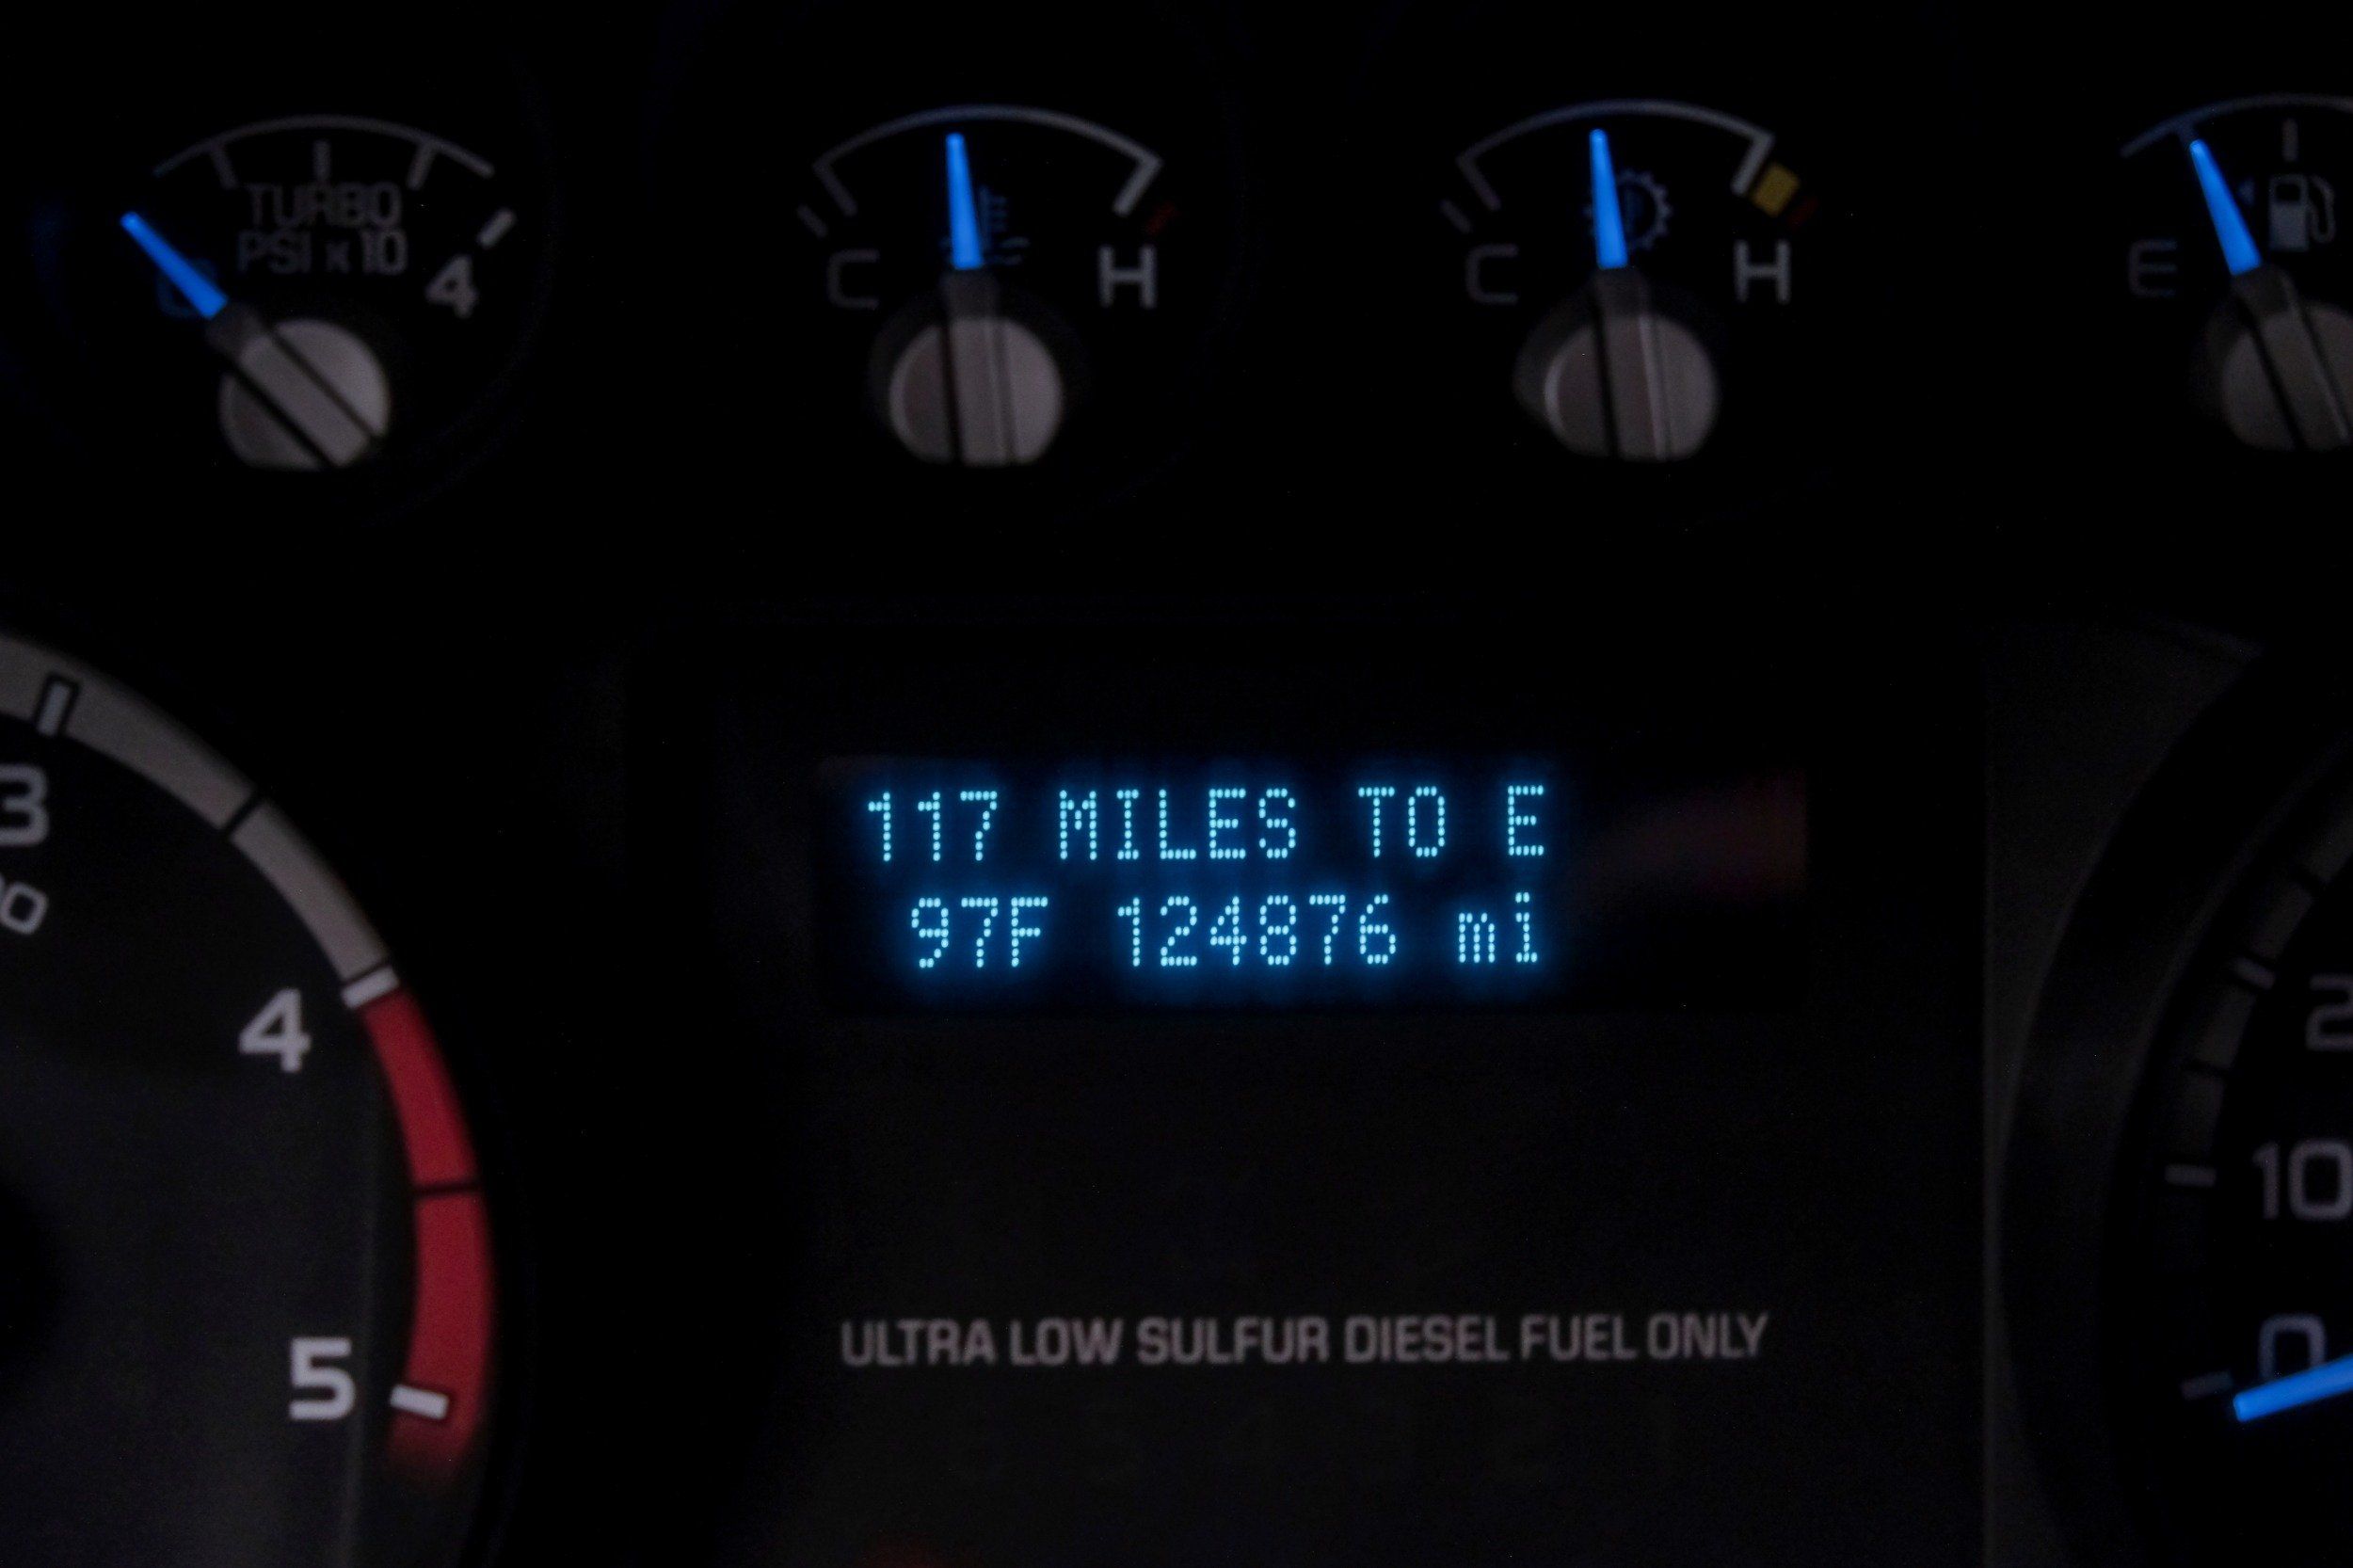 TURBO
PSI x 10
4
C
H
C
H
E
117 MILES TO E
97F 124876 mi
3
4
5
10
0
ULTRA LOW SULFUR DIESEL FUEL ONLY